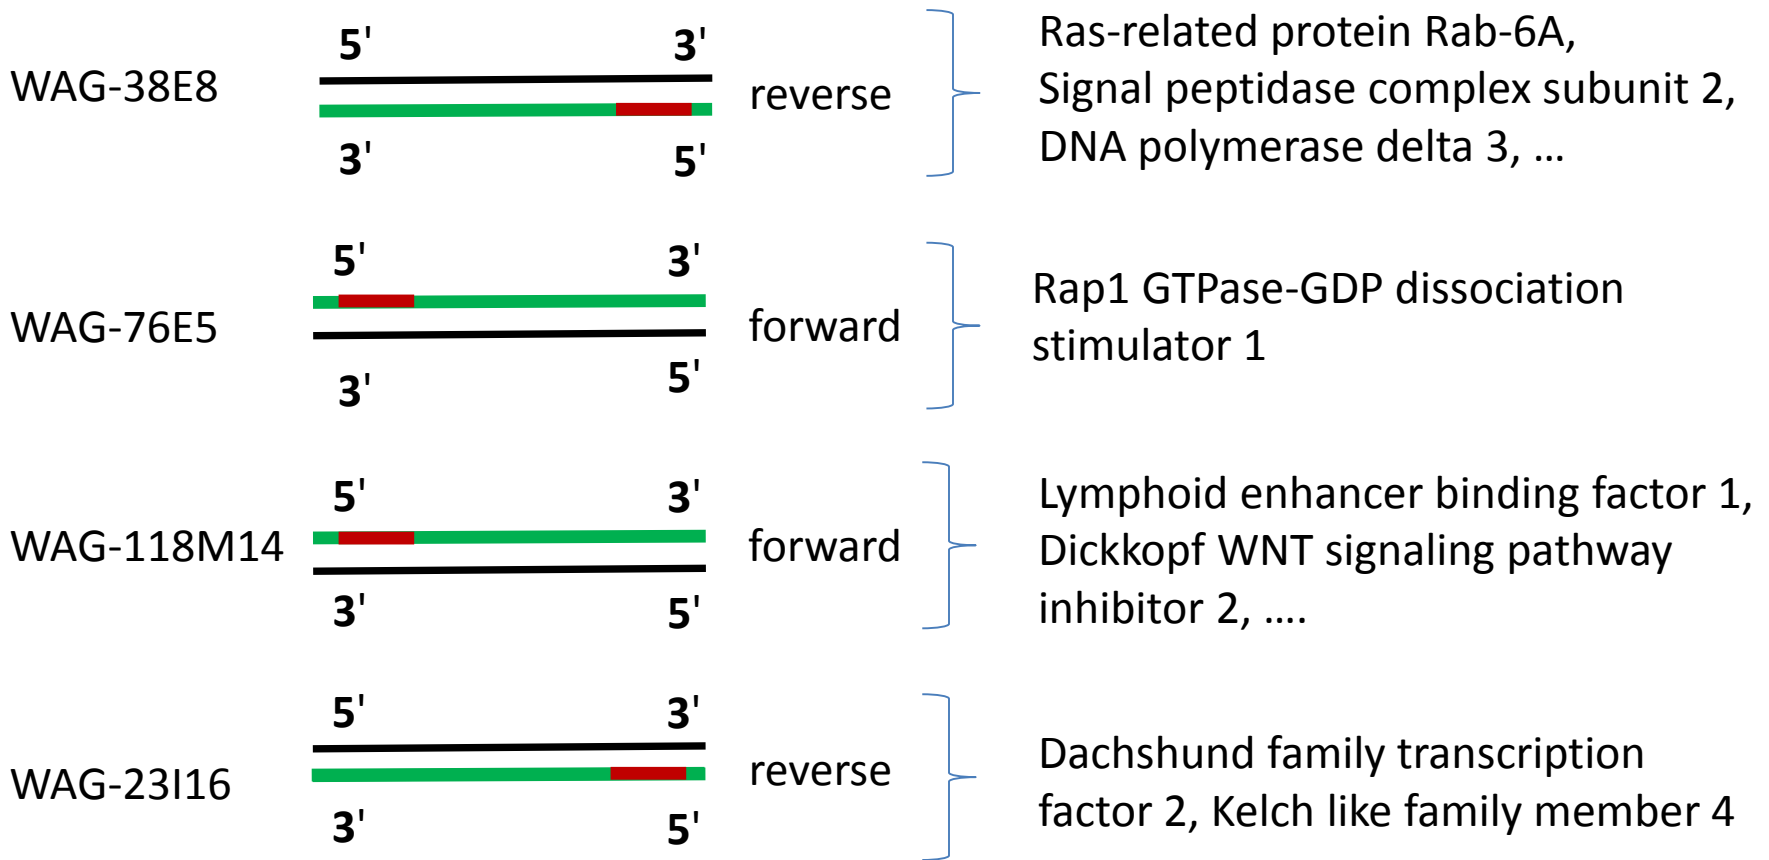 WAG-38E8
5'
3'
3'
5'
reverse
Ras-related protein Rab-6A,
Signal peptidase complex subunit 2,
DNA polymerase delta 3, ...
WAG-76E5
5'
3'
3'
5'
forward
Rap1 GTPase-GDP dissociation
stimulator 1
WAG-118M14
5'
3'
3'
5'
forward
Lymphoid enhancer binding factor 1,
Dickkopf WNT signaling pathway
inhibitor 2, ....
WAG-23I16
5'
3'
3'
5'
reverse
Dachshund family transcription
factor 2, Kelch like family member 4